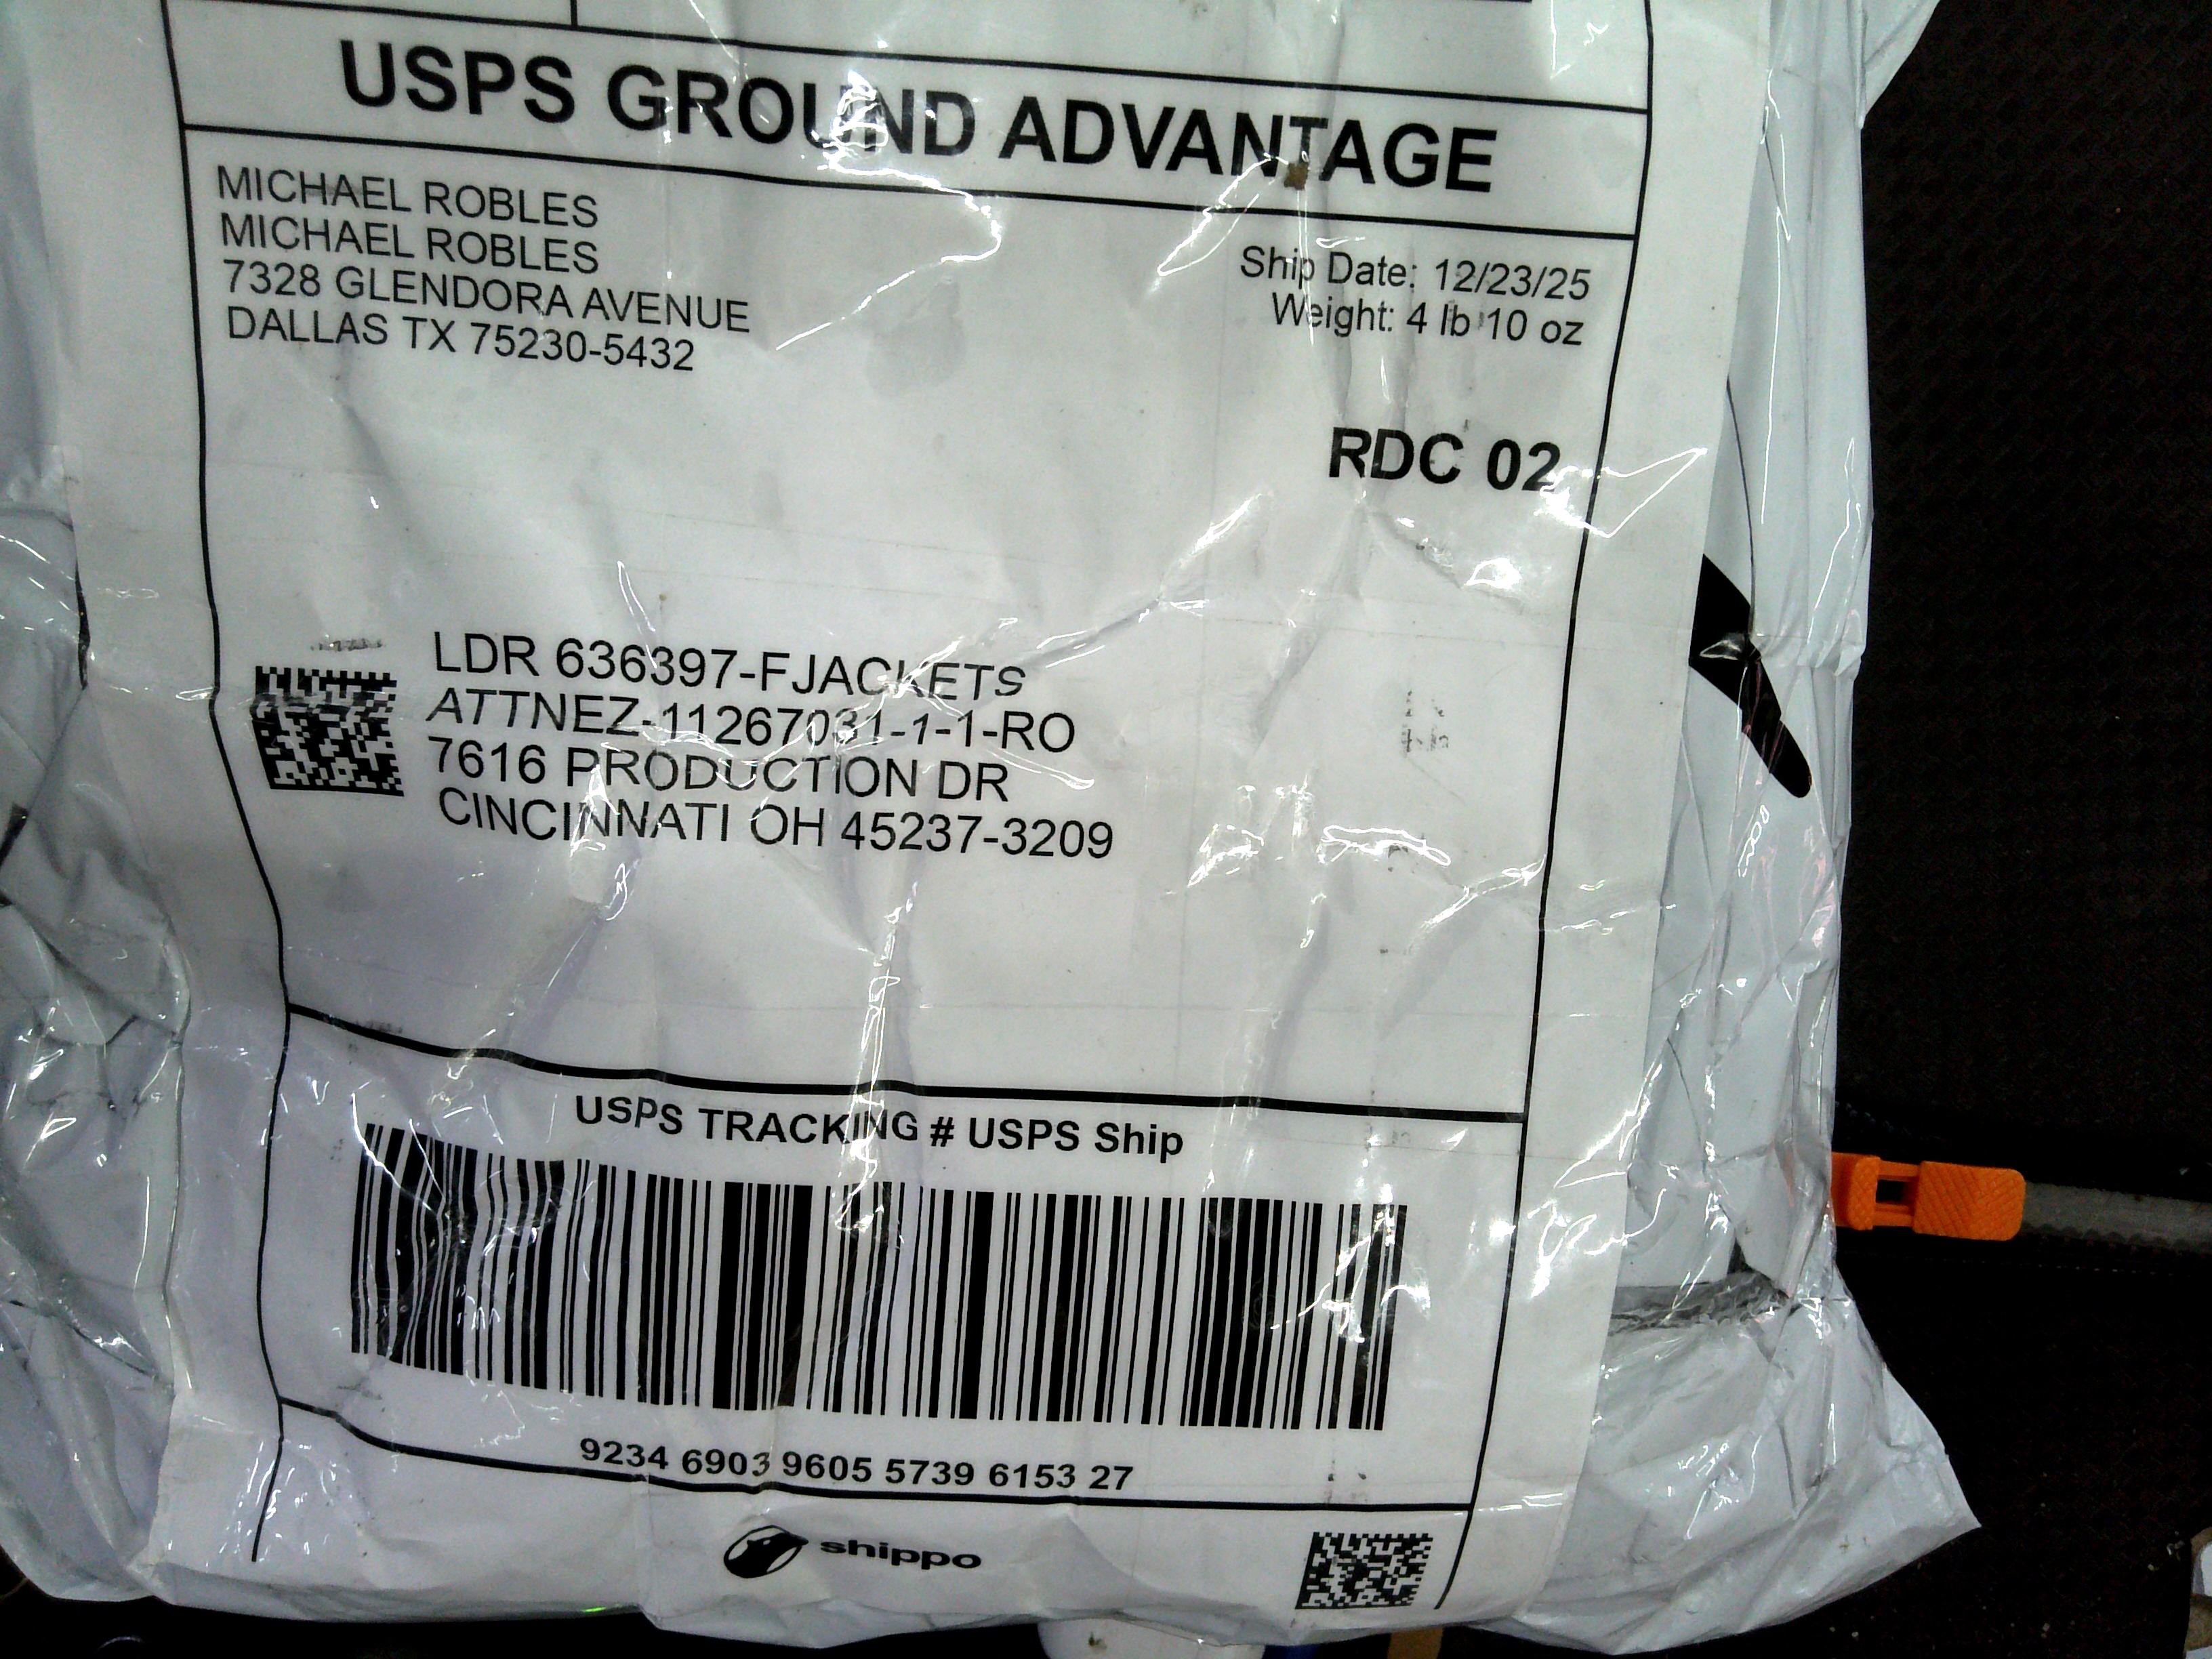 USPS GROUND ADVANTAGE
MICHAEL ROBLES
MICHAEL ROBLES
7328 GLENDORA AVENUE
DALLAS TX 75230-5432
Ship Date: 12/23/25
Weight: 4 lb 10 oz
RDC 02
LDR 636397-FJACKETS
ATTNEZ-11267031-1-1-RO
7616 PRODUCTION DR
CINCINNATI OH 45237-3209
USPS TRACKING # USPS Ship
9234 6903 9605 5739 6153 27
shippo